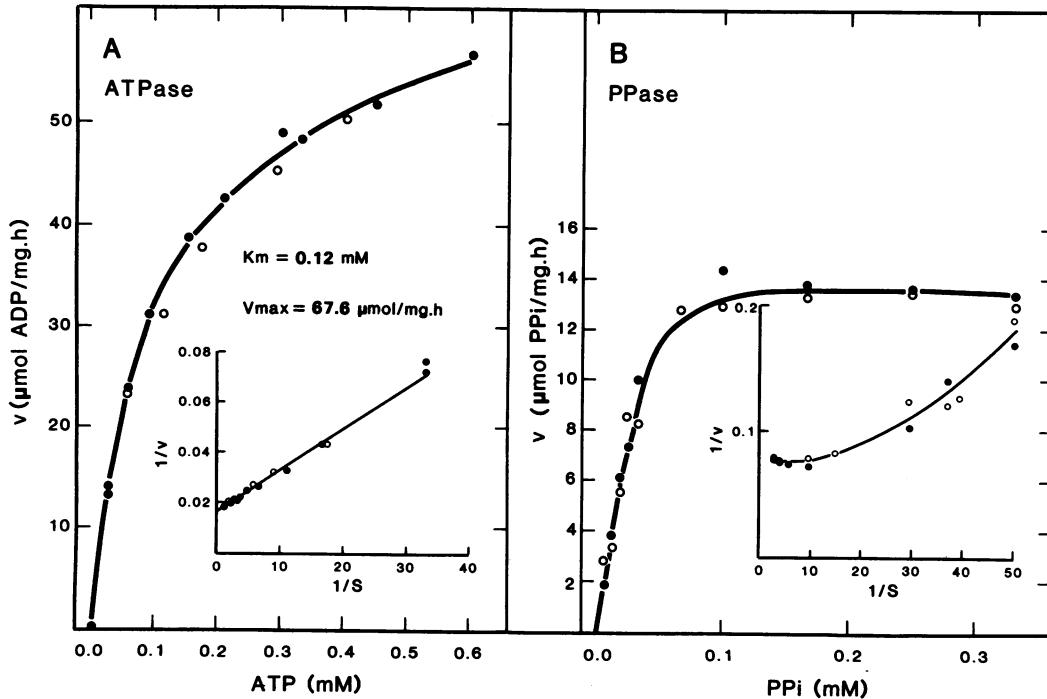 A
ATPase
50
40
30
20
10
v (μmol ADP/mg.h)
Km = 0.12 mM
Vmax = 67.6 μmol/mg.h
0.08
0.06
0.04
0.02
1/v
0 10 20 30 40
1/S
0.0 0.1 0.2 0.3 0.4 0.5 0.6
ATP (mM)
B
PPase
16
14
12
10
8
6
4
2
v (μmol PPi/mg.h)
0.2
0.1
1/v
0 10 20 30 40 50
1/S
0.0 0.1 0.2 0.3
PPi (mM)